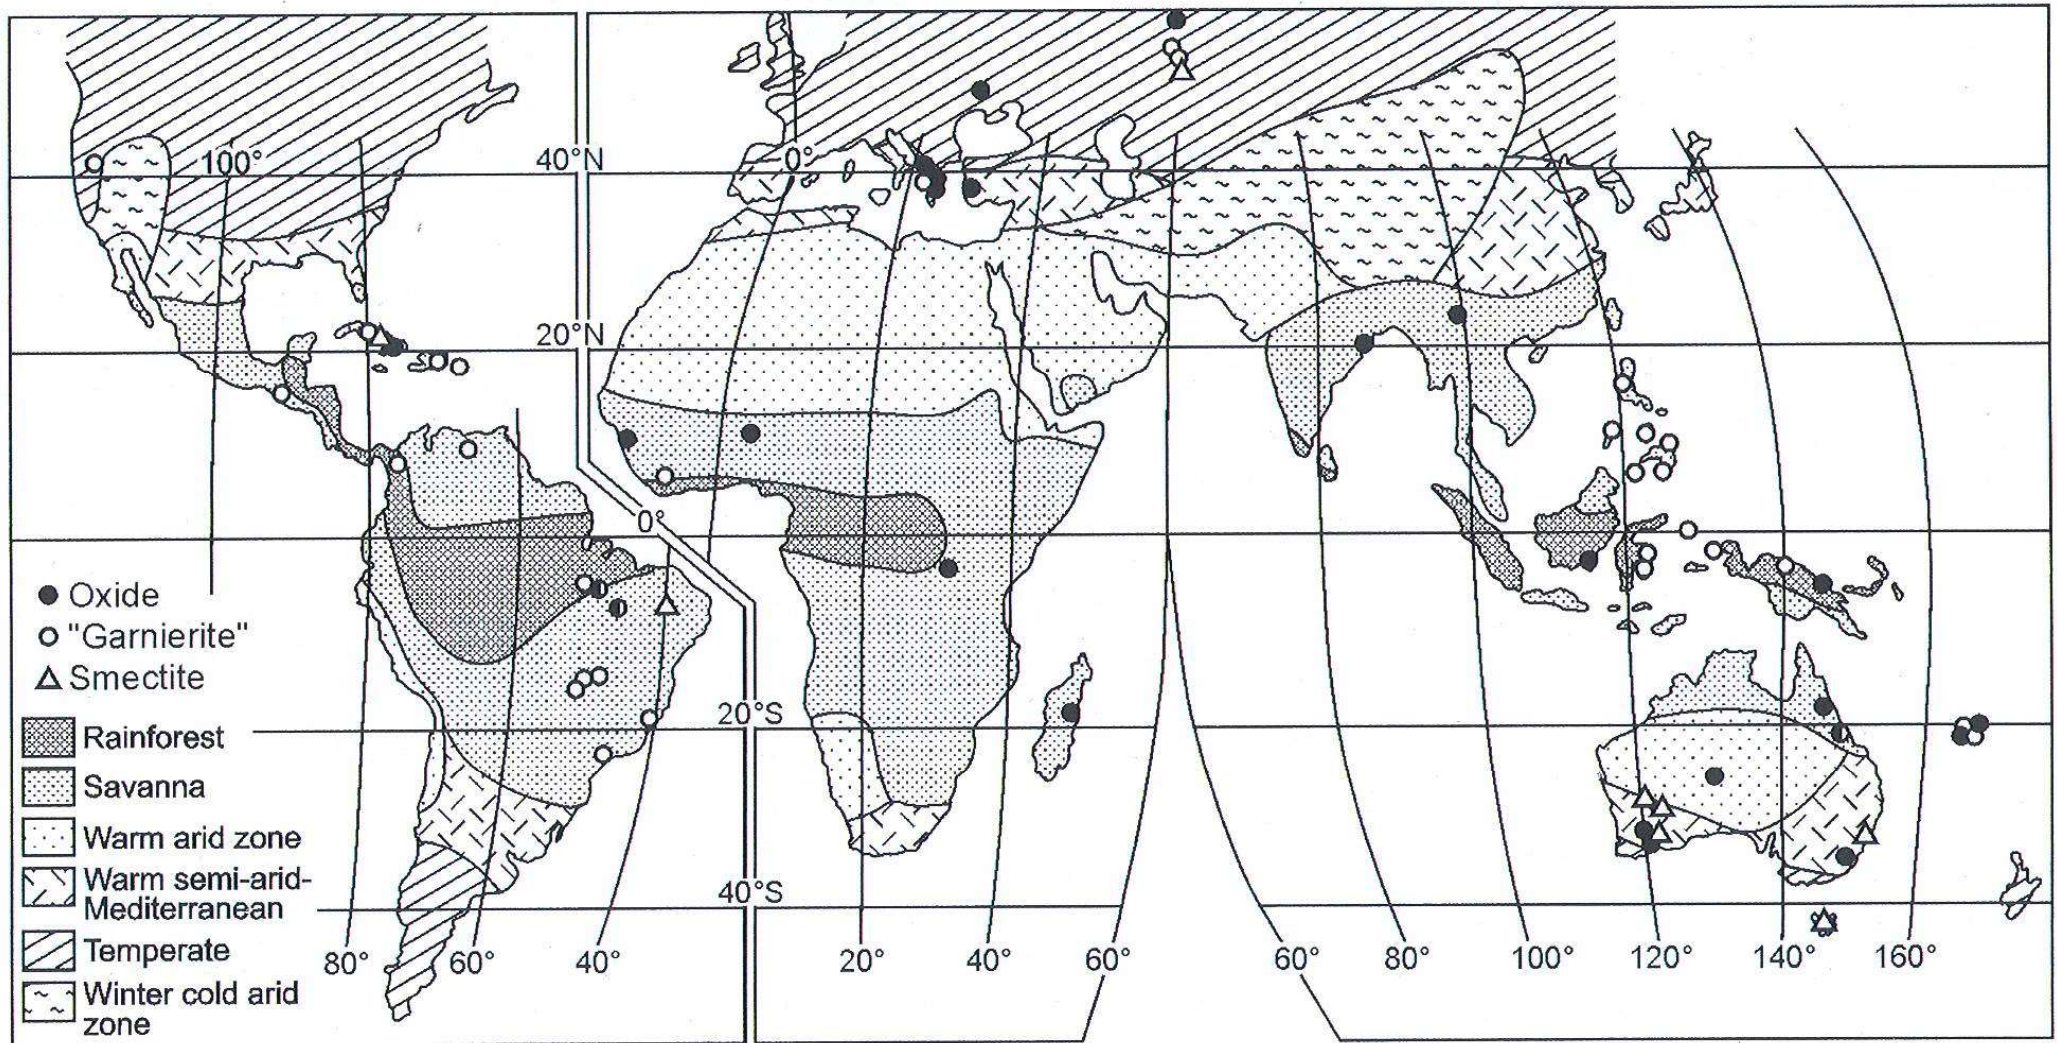 100°
40°N
0°
20°N
0°
Oxide
"Garnierite"
Smectite
Rainforest
20°S
Savanna
Warm arid zone
Warm semi-arid-
Mediterranean
40°S
Temperate
80°
60°
40°
20°
40°
60°
60°
80°
100°
120°
140°
160°
Winter cold arid
zone